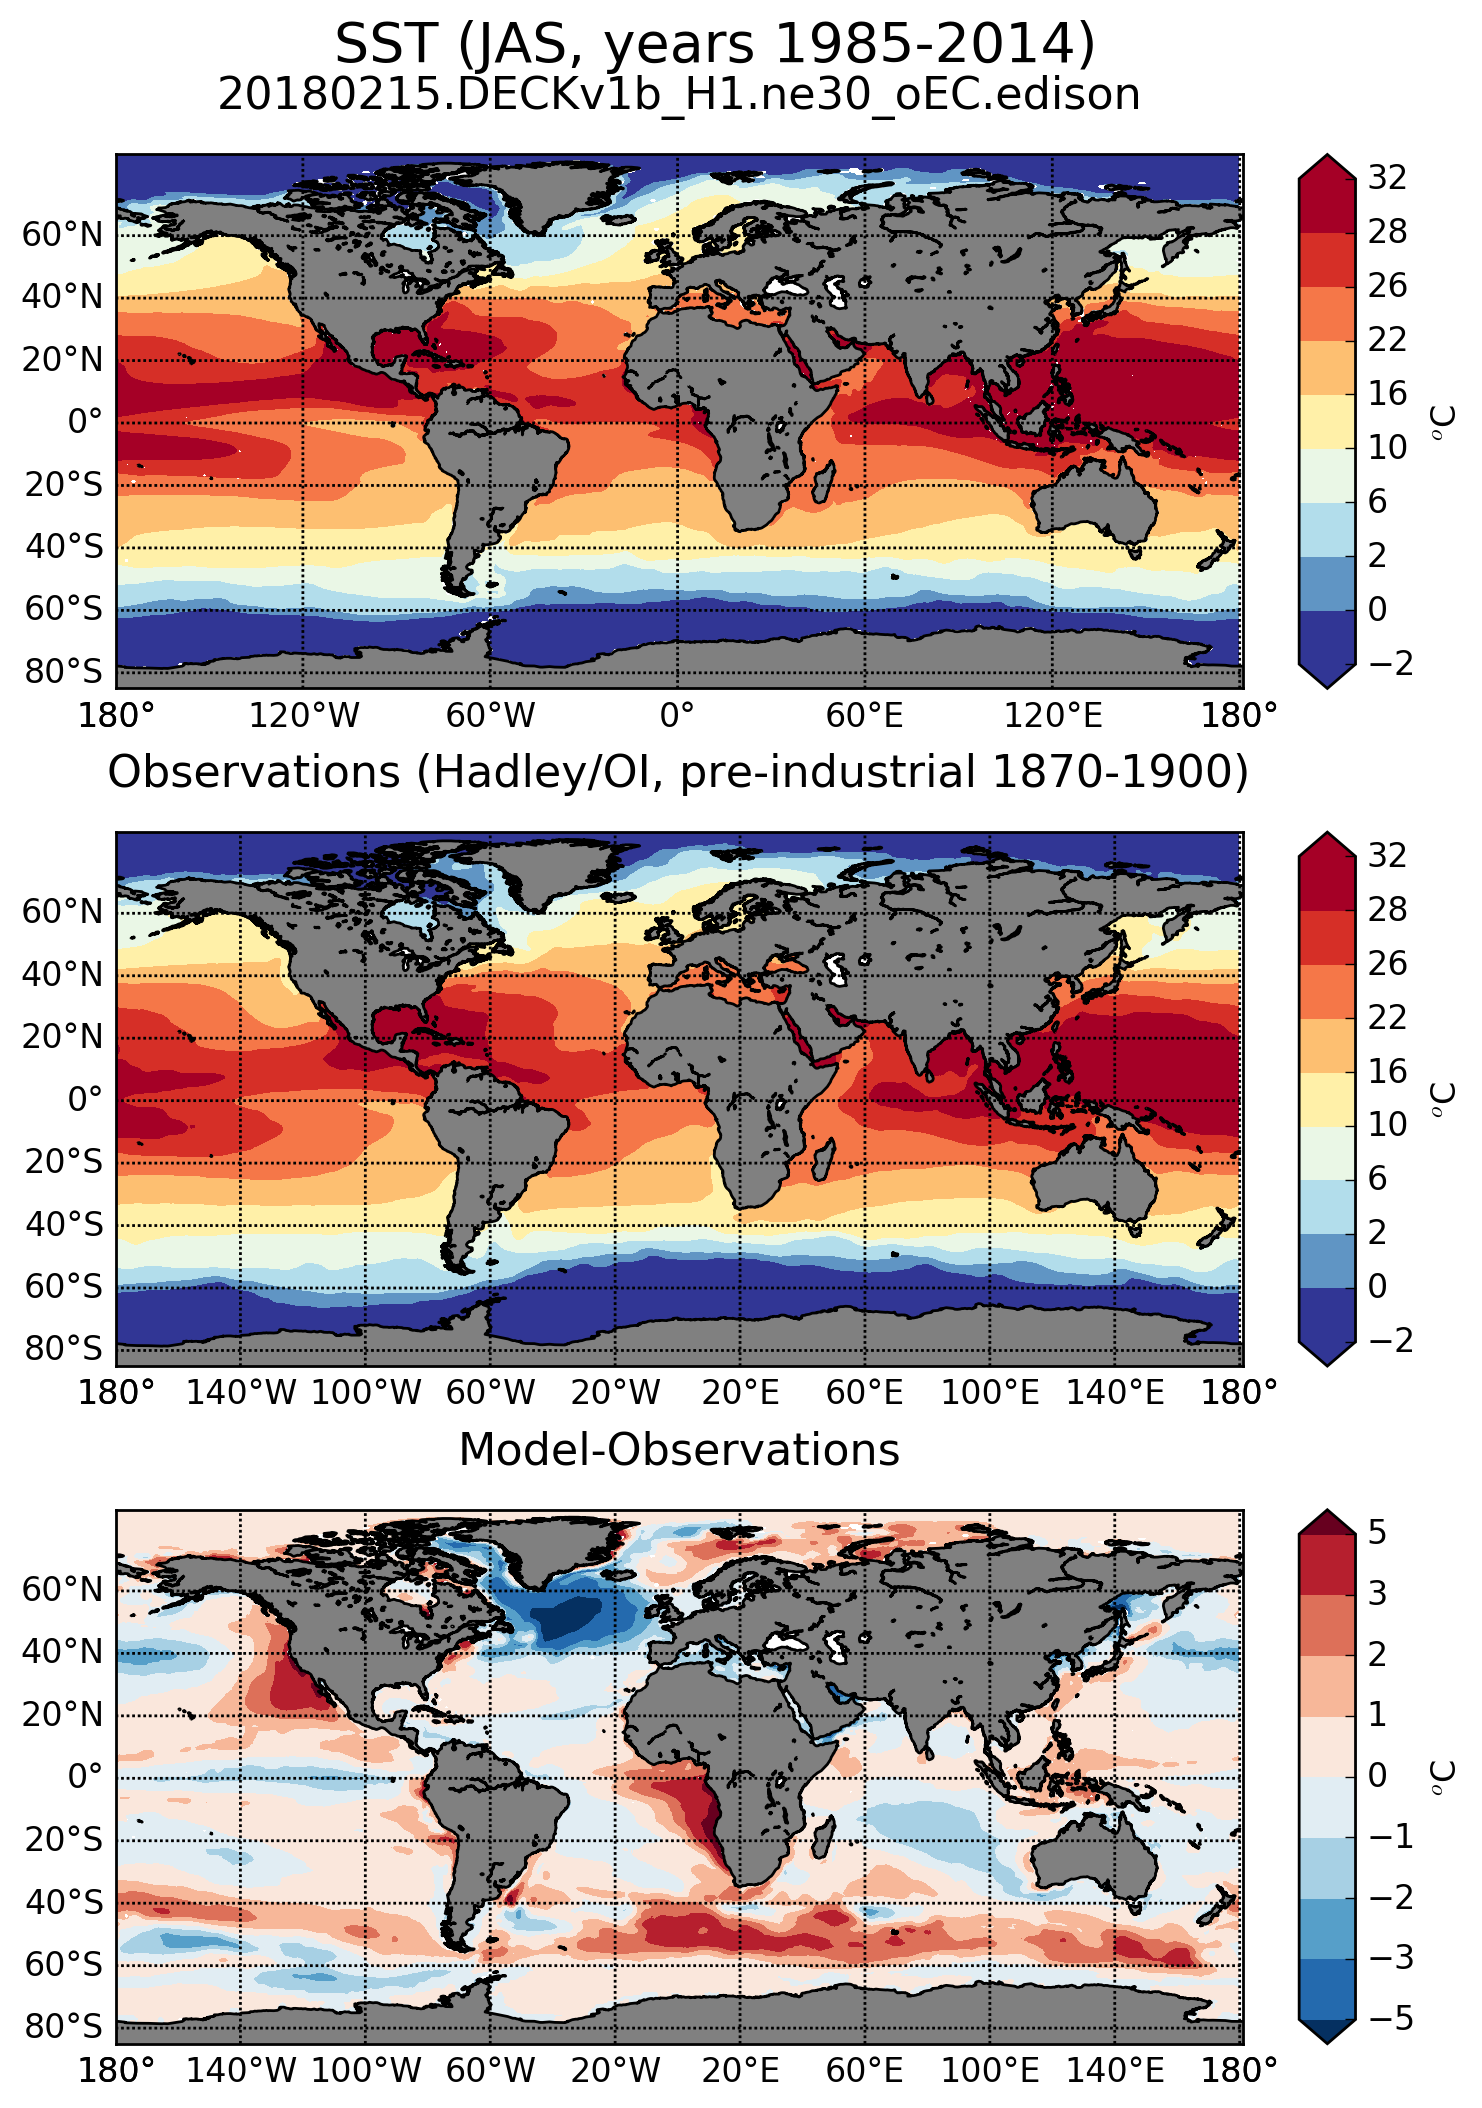 SST (JAS, years 1985-2014)
20180215.DECKv1b_H1.ne30_oEC.edison
60°N
40°N
20°N
0°
20°S
40°S
60°S
80°S
180° 120°W 60°W 0° 60°E 120°E 180°
32
28
26
22
16
10
6
2
0
−2
°C
Observations (Hadley/OI, pre-industrial 1870-1900)
60°N
40°N
20°N
0°
20°S
40°S
60°S
80°S
180° 140°W 100°W 60°W 20°W 20°E 60°E 100°E 140°E 180°
32
28
26
22
16
10
6
2
0
−2
°C
Model-Observations
60°N
40°N
20°N
0°
20°S
40°S
60°S
80°S
180° 140°W 100°W 60°W 20°W 20°E 60°E 100°E 140°E 180°
5
3
2
1
0
−1
−2
−3
−5
°C